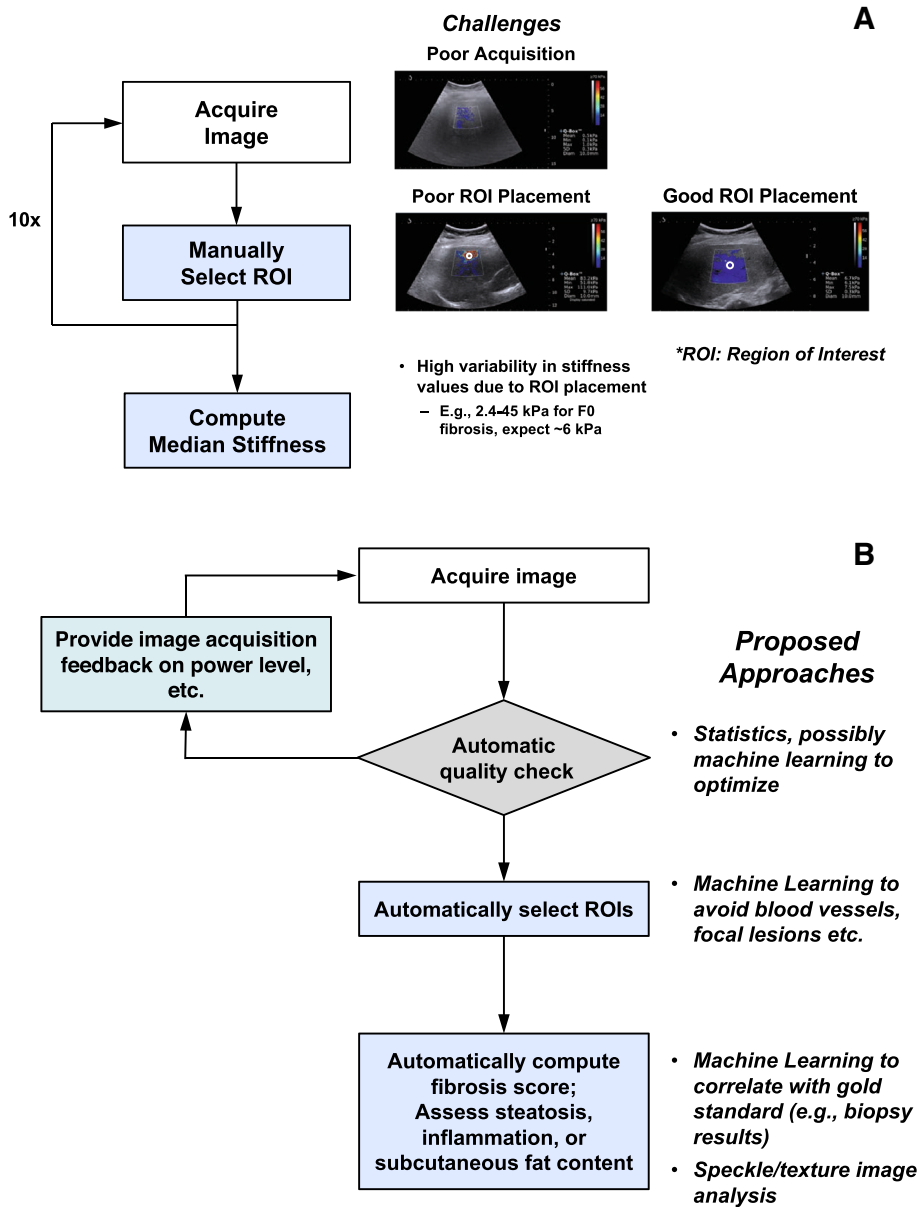 A
Challenges
Poor Acquisition
Acquire
Image
10x
Manually
Select ROI
Compute
Median Stiffness
Poor ROI Placement
Good ROI Placement
*ROI: Region of Interest
• High variability in stiffness
values due to ROI placement
– E.g., 2.4-45 kPa for F0
fibrosis, expect ~6 kPa
B
Acquire image
Provide image acquisition
feedback on power level,
etc.
Automatic
quality check
Automatically select ROIs
Automatically compute
fibrosis score;
Assess steatosis,
inflammation, or
subcutaneous fat content
Proposed
Approaches
• Statistics, possibly
machine learning to
optimize
• Machine Learning to
avoid blood vessels,
focal lesions etc.
• Machine Learning to
correlate with gold
standard (e.g., biopsy
results)
• Speckle/texture image
analysis